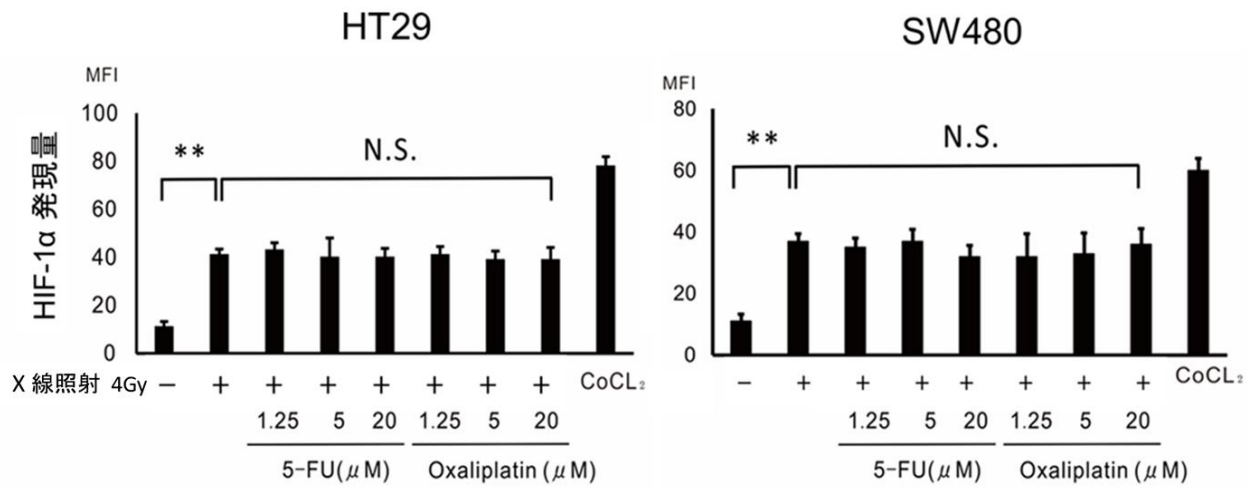 HT29
MFI
HIF-1α 発現量
100
80
60
40
20
0
**
N.S.
X 線照射 4Gy − + + + + + + + CoCL₂
1.25 5 20 1.25 5 20
5-FU(μM) Oxaliplatin (μM)
SW480
MFI
80
60
40
20
0
**
N.S.
− + + + + + + + CoCL₂
1.25 5 20 1.25 5 20
5-FU(μM) Oxaliplatin (μM)